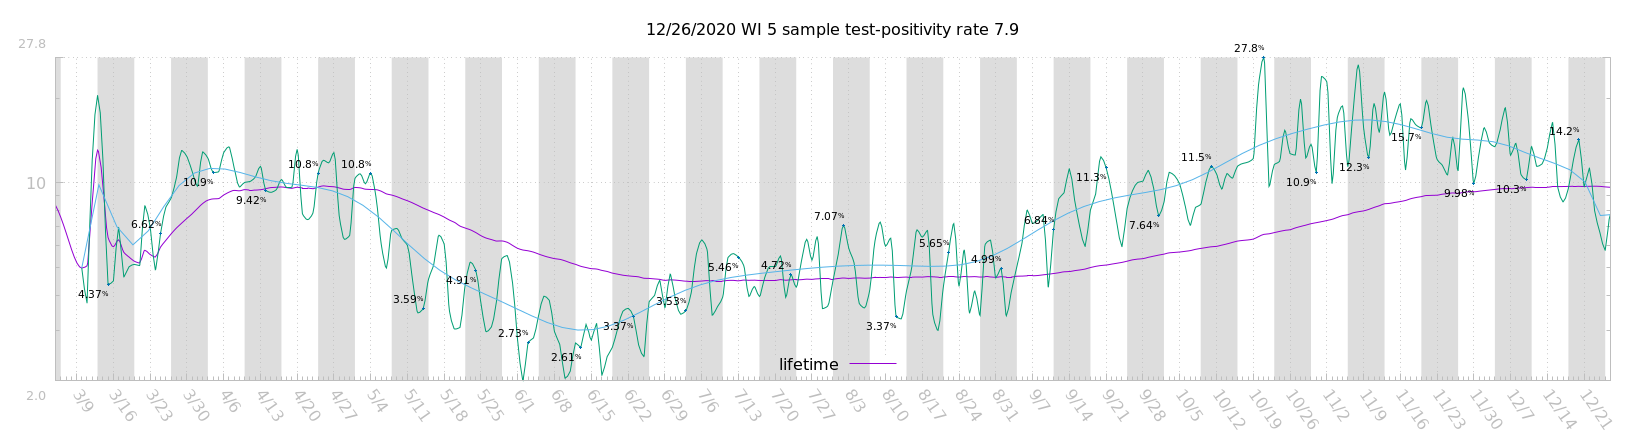 12/26/2020 WI 5 sample test-positivity rate 7.9
27.8
27.8%
10.8% 10.8% 11.5% 15.7% 14.2%
10
10.9% 9.42% 11.3% 10.9% 12.3% 9.98% 10.3%
6.62% 7.07% 6.84% 7.64%
5.46% 4.72% 5.65% 4.99%
4.37% 3.59% 4.91% 3.53%
2.73% 2.61% 3.37% 3.37%
lifetime
2.0
3/9 3/16 3/23 3/30 4/6 4/13 4/20 4/27 5/4 5/11 5/18 5/25 6/1 6/8 6/15 6/22 6/29 7/6 7/13 7/20 7/27 8/3 8/10 8/17 8/24 8/31 9/7 9/14 9/21 9/28 10/5 10/12 10/19 10/26 11/2 11/9 11/16 11/23 11/30 12/7 12/14 12/21